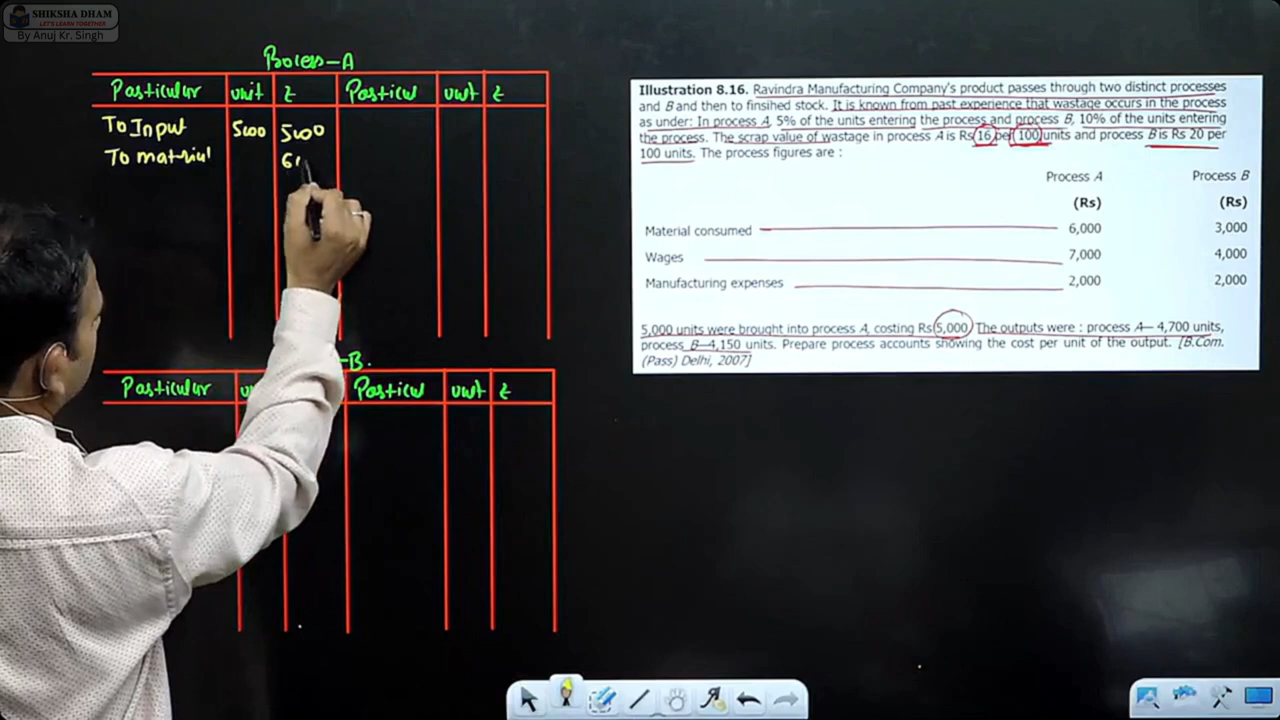 SHIKSHA DHAM
LET'S LEARN TOGETHER
By Anuj Kr. Singh
Process-A
Particular unit ₹ Particul unit ₹
To Input 5000 5000
To material 60
-B.
Particular u Particul unit ₹
Illustration 8.16. Ravindra Manufacturing Company's product passes through two distinct processes
and B and then to finsihed stock. It is known from past experience that wastage occurs in the process
as under: In process A, 5% of the units entering the process and process B, 10% of the units entering
the process. The scrap value of wastage in process A is Rs 16 per 100 units and process B is Rs 20 per
100 units. The process figures are :
Process A Process B
(Rs) (Rs)
Material consumed 6,000 3,000
Wages 7,000 4,000
Manufacturing expenses 2,000 2,000
5,000 units were brought into process A, costing Rs 5,000 The outputs were : process A— 4,700 units,
process B—4,150 units. Prepare process accounts showing the cost per unit of the output. [B.Com.
(Pass) Delhi, 2007]